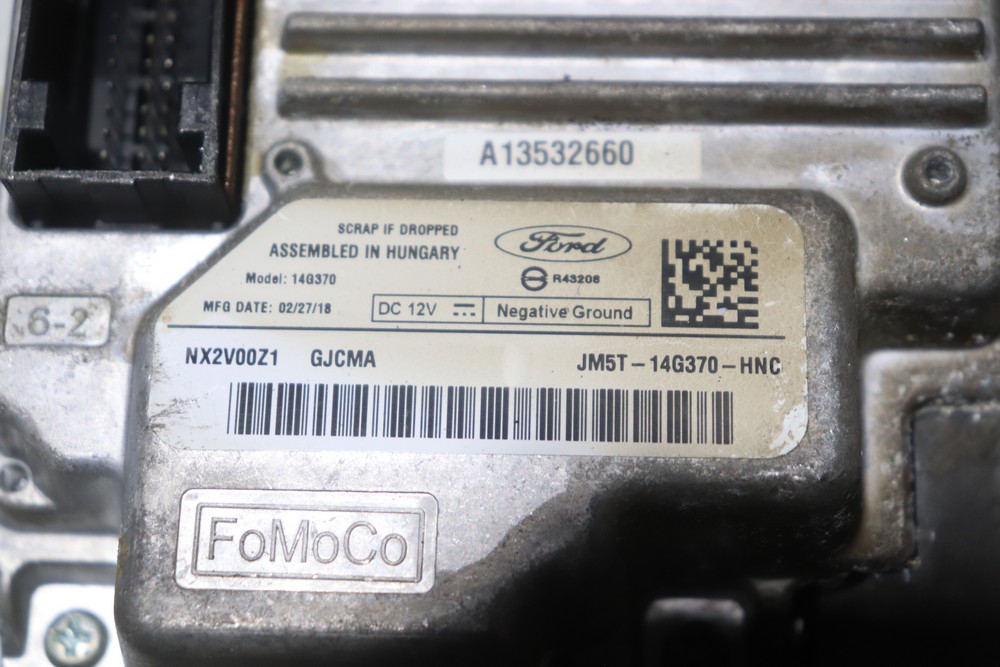 A13532660
SCRAP IF DROPPED
ASSEMBLED IN HUNGARY
Ford
Model: 14G370
R43206
MFG DATE: 02/27/18
DC 12V
Negative Ground
6-2
NX2V00Z1 GJCMA JM5T-14G370-HNC
FoMoCo